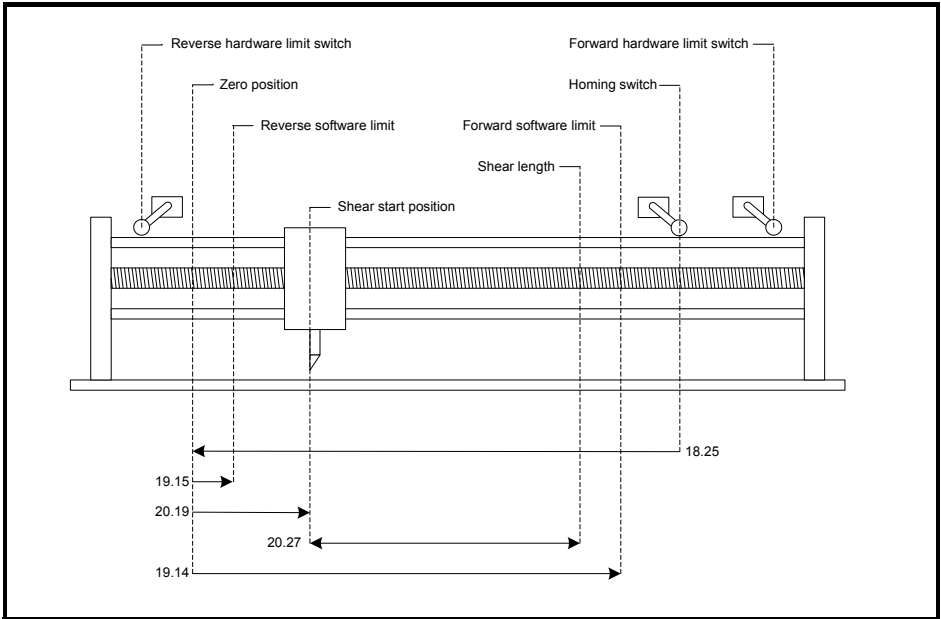 Reverse hardware limit switch
Forward hardware limit switch
Zero position
Homing switch
Reverse software limit
Forward software limit
Shear length
Shear start position
18.25
19.15
20.19
20.27
19.14